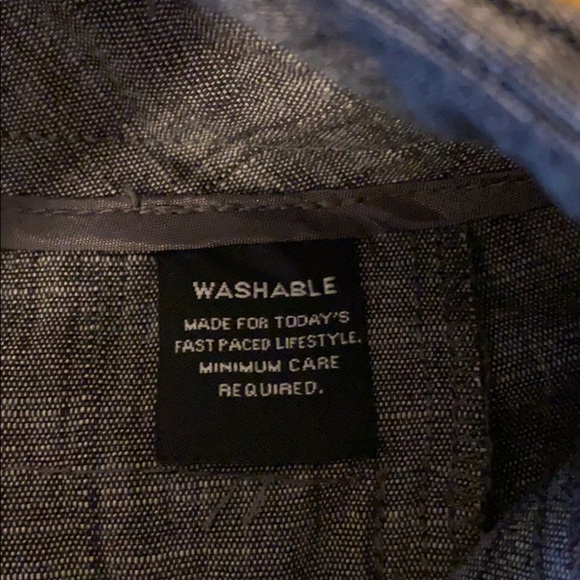 WASHABLE
MADE FOR TODAY'S
FAST PACED LIFESTYLE.
MINIMUM CARE
REQUIRED.